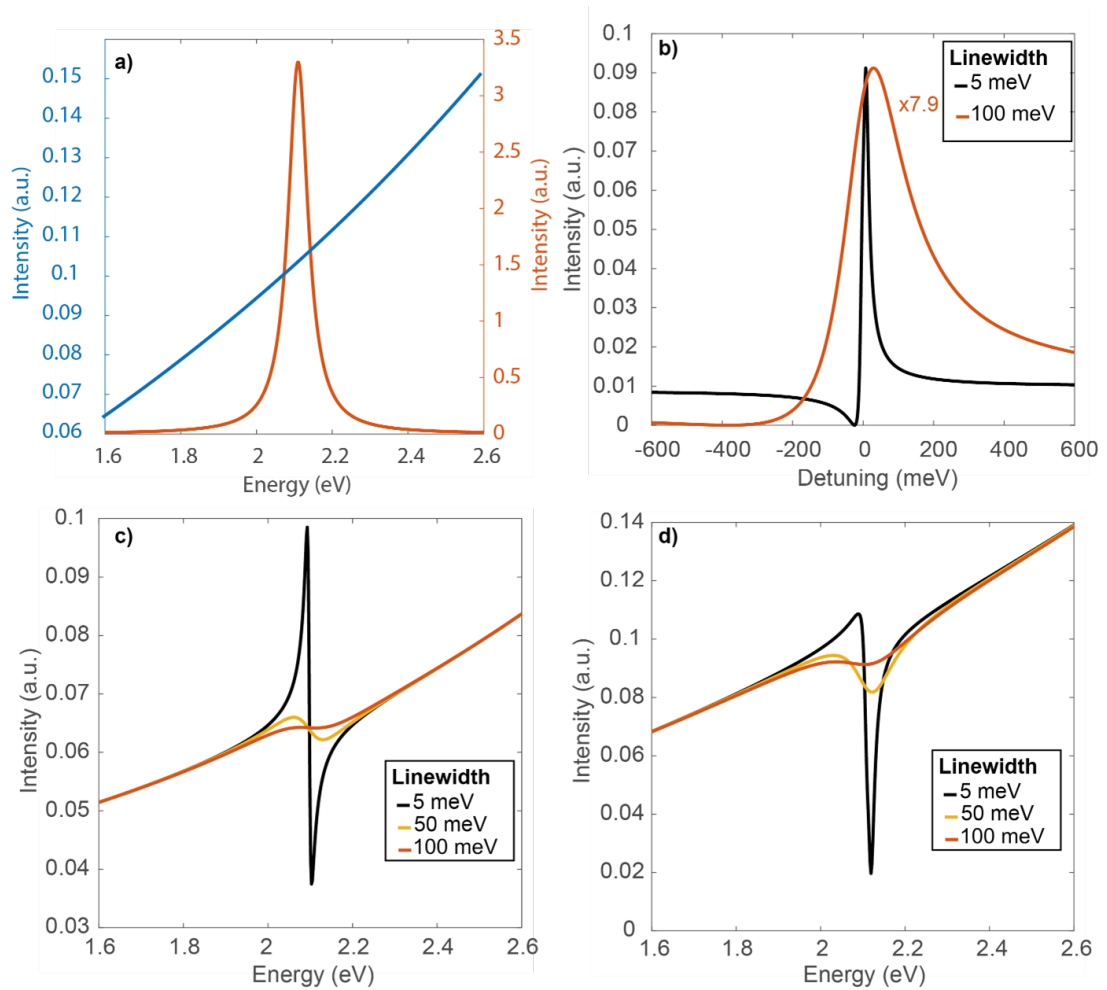 a)
Intensity (a.u.)
0.15
0.14
0.13
0.12
0.11
0.1
0.09
0.08
0.07
0.06
1.6
1.8
2
2.2
2.4
2.6
Energy (eV)
3.5
3
2.5
2
1.5
1
0.5
0
Intensity (a.u.)
b)
Intensity (a.u.)
0.1
0.09
0.08
0.07
0.06
0.05
0.04
0.03
0.02
0.01
0
x7.9
Linewidth
5 meV
100 meV
-600
-400
-200
0
200
400
600
Detuning (meV)
c)
Intensity (a.u.)
0.1
0.09
0.08
0.07
0.06
0.05
0.04
0.03
Linewidth
5 meV
50 meV
100 meV
1.6
1.8
2
2.2
2.4
2.6
Energy (eV)
d)
Intensity (a.u.)
0.14
0.12
0.1
0.08
0.06
0.04
0.02
0
Linewidth
5 meV
50 meV
100 meV
1.6
1.8
2
2.2
2.4
2.6
Energy (eV)